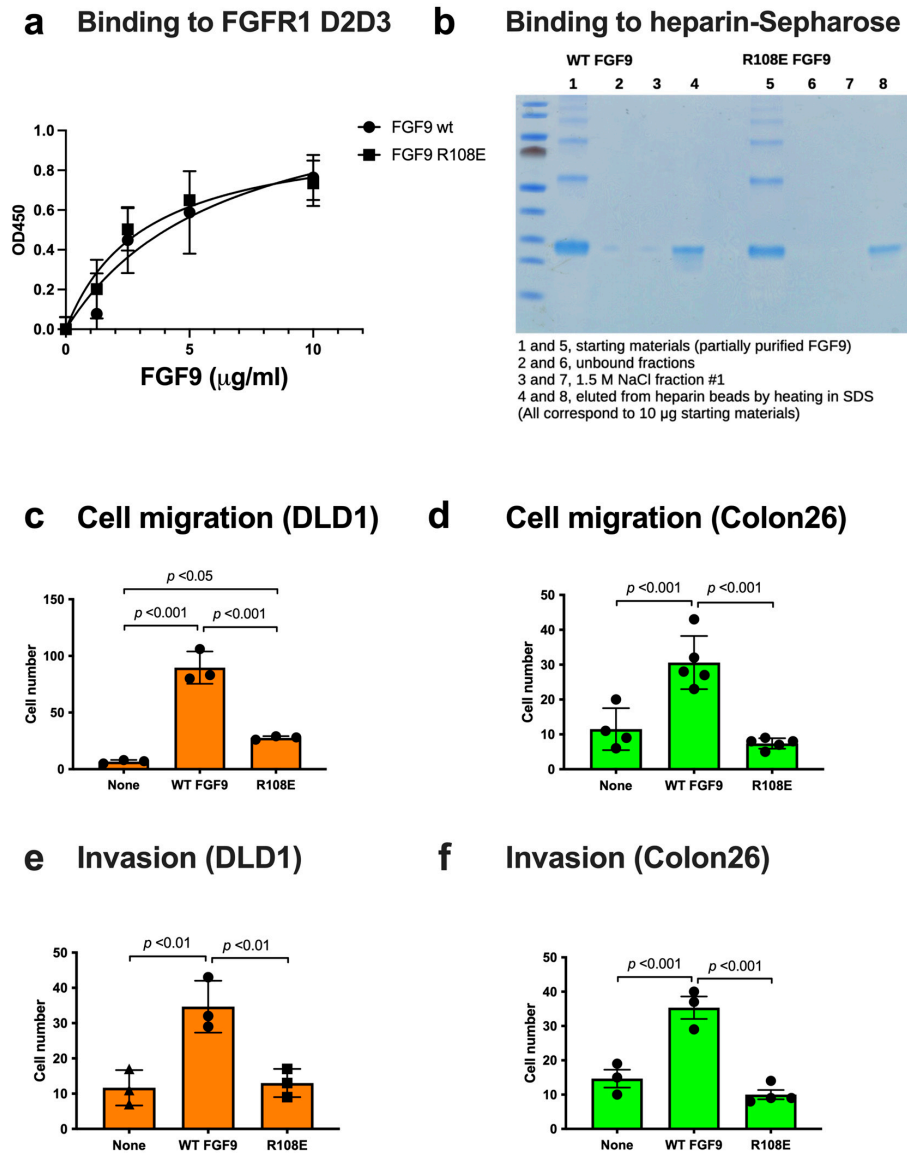 a Binding to FGFR1 D2D3
1.0
0.8
0.6
0.4
0.2
0.0
OD450
0 5 10
FGF9 (μg/ml)
FGF9 wt
FGF9 R108E
b Binding to heparin-Sepharose
WT FGF9 R108E FGF9
1 2 3 4 5 6 7 8
1 and 5, starting materials (partially purified FGF9)
2 and 6, unbound fractions
3 and 7, 1.5 M NaCl fraction #1
4 and 8, eluted from heparin beads by heating in SDS
(All correspond to 10 µg starting materials)
c Cell migration (DLD1)
p <0.05
p <0.001 p <0.001
150
100
50
0
Cell number
None WT FGF9 R108E
d Cell migration (Colon26)
p <0.001 p <0.001
50
40
30
20
10
0
Cell number
None WT FGF9 R108E
e Invasion (DLD1)
p <0.01 p <0.01
50
40
30
20
10
0
Cell number
None WT FGF9 R108E
f Invasion (Colon26)
p <0.001 p <0.001
50
40
30
20
10
0
Cell number
None WT FGF9 R108E